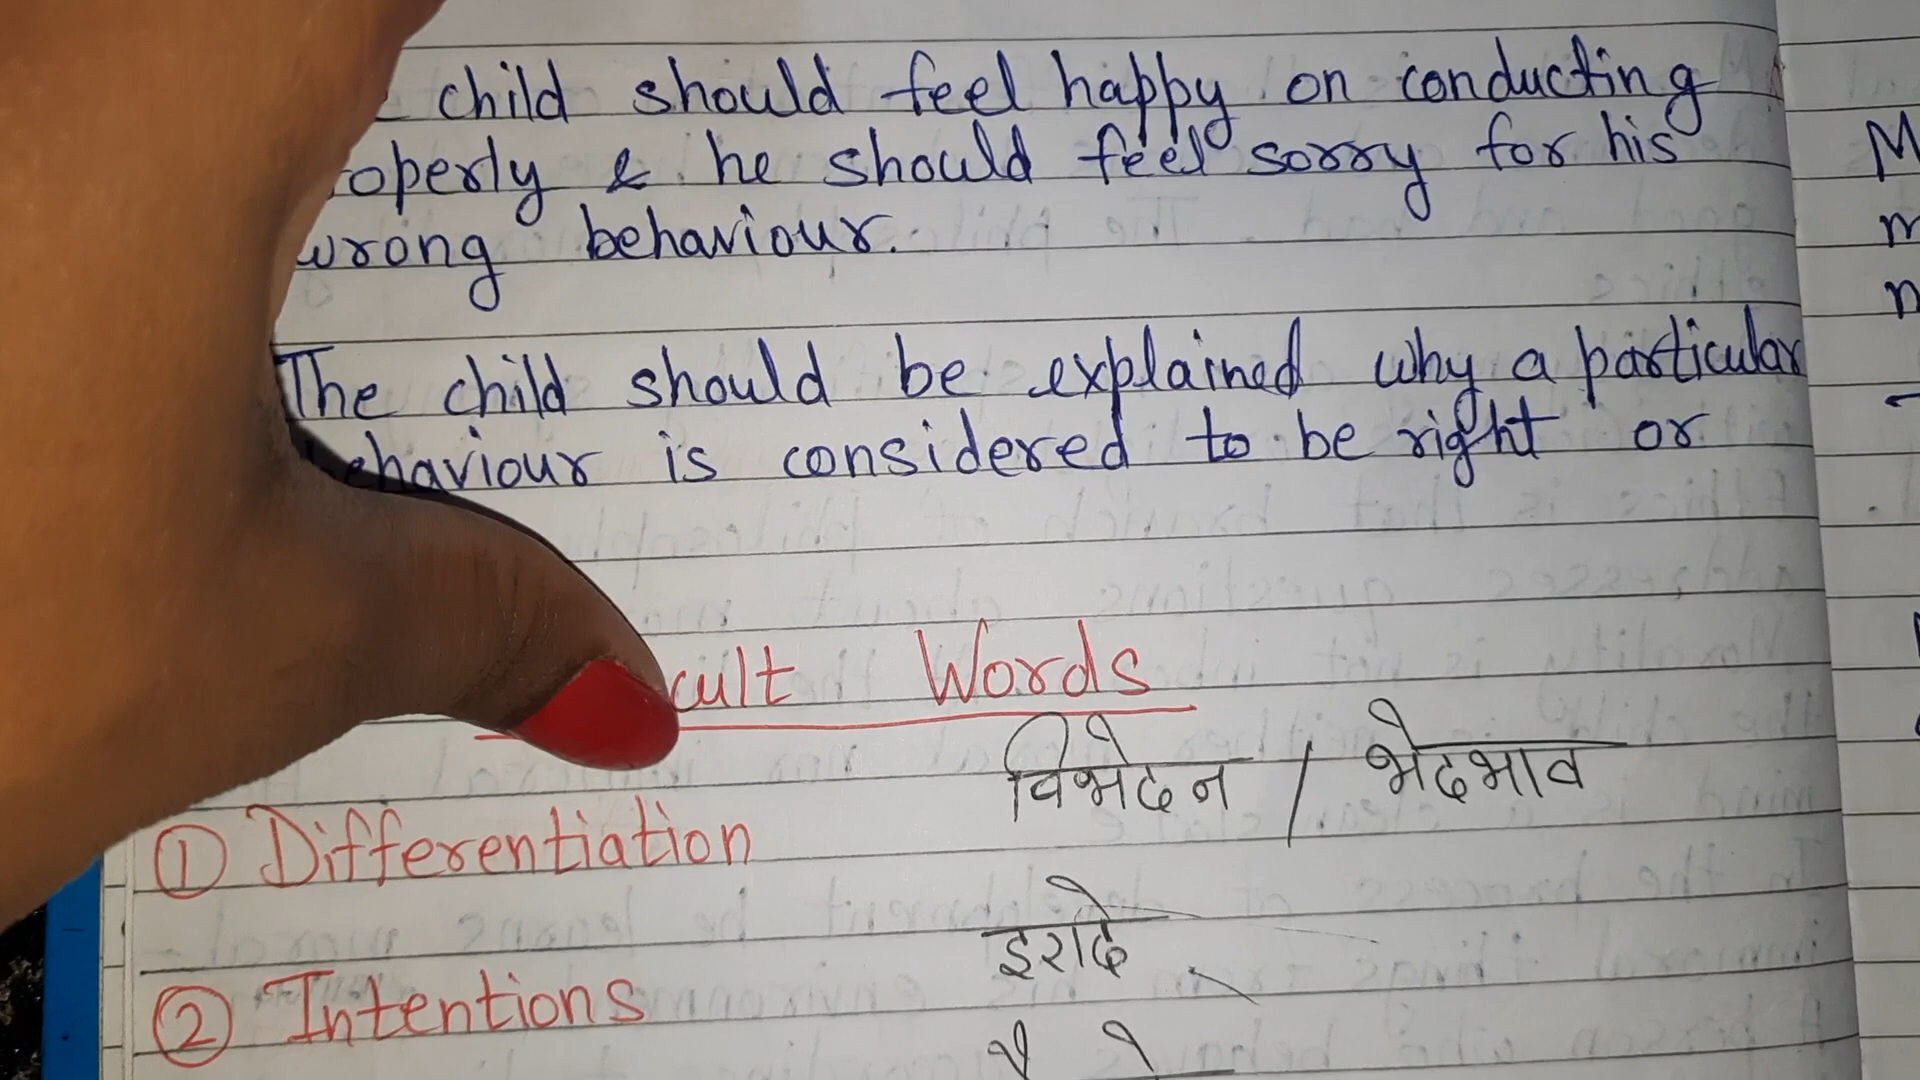 child should feel happy on conducting
operly & he should feel sorry for his
wrong behaviour.
The child should be explained why a particular
ehaviour is considered to be right or
cult Words
① Differentiation विभेदन / भेदभाव
② Intentions इरादे